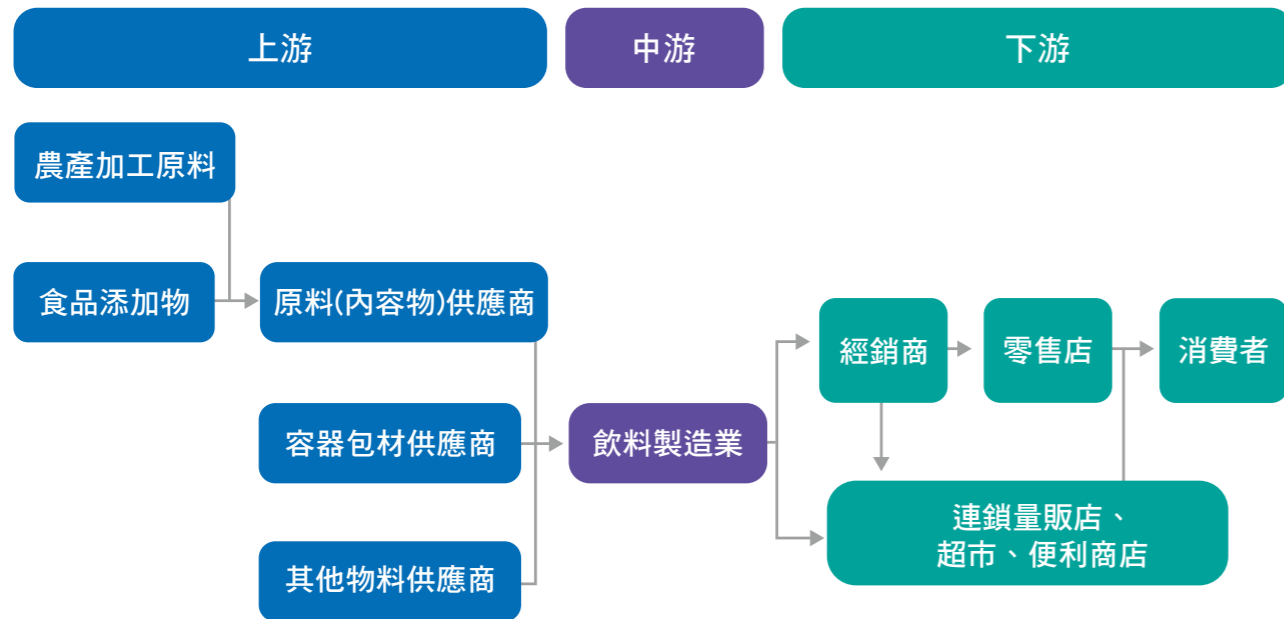 上游
中游
下游
農產加工原料
食品添加物
原料(內容物)供應商
容器包材供應商
其他物料供應商
飲料製造業
經銷商
零售店
消費者
連鎖量販店、
超市、便利商店